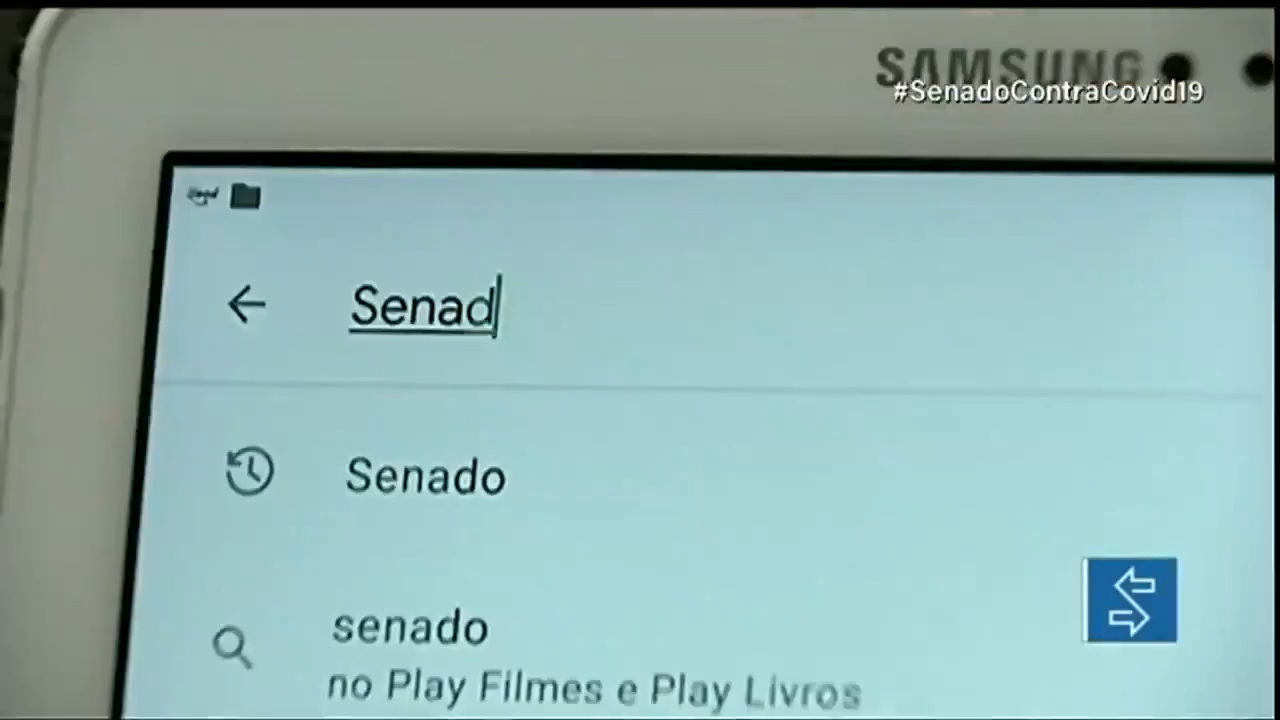 SAMSUNG
#SenadoContraCovid19
Senad
Senado
senado
no Play Filmes e Play Livros